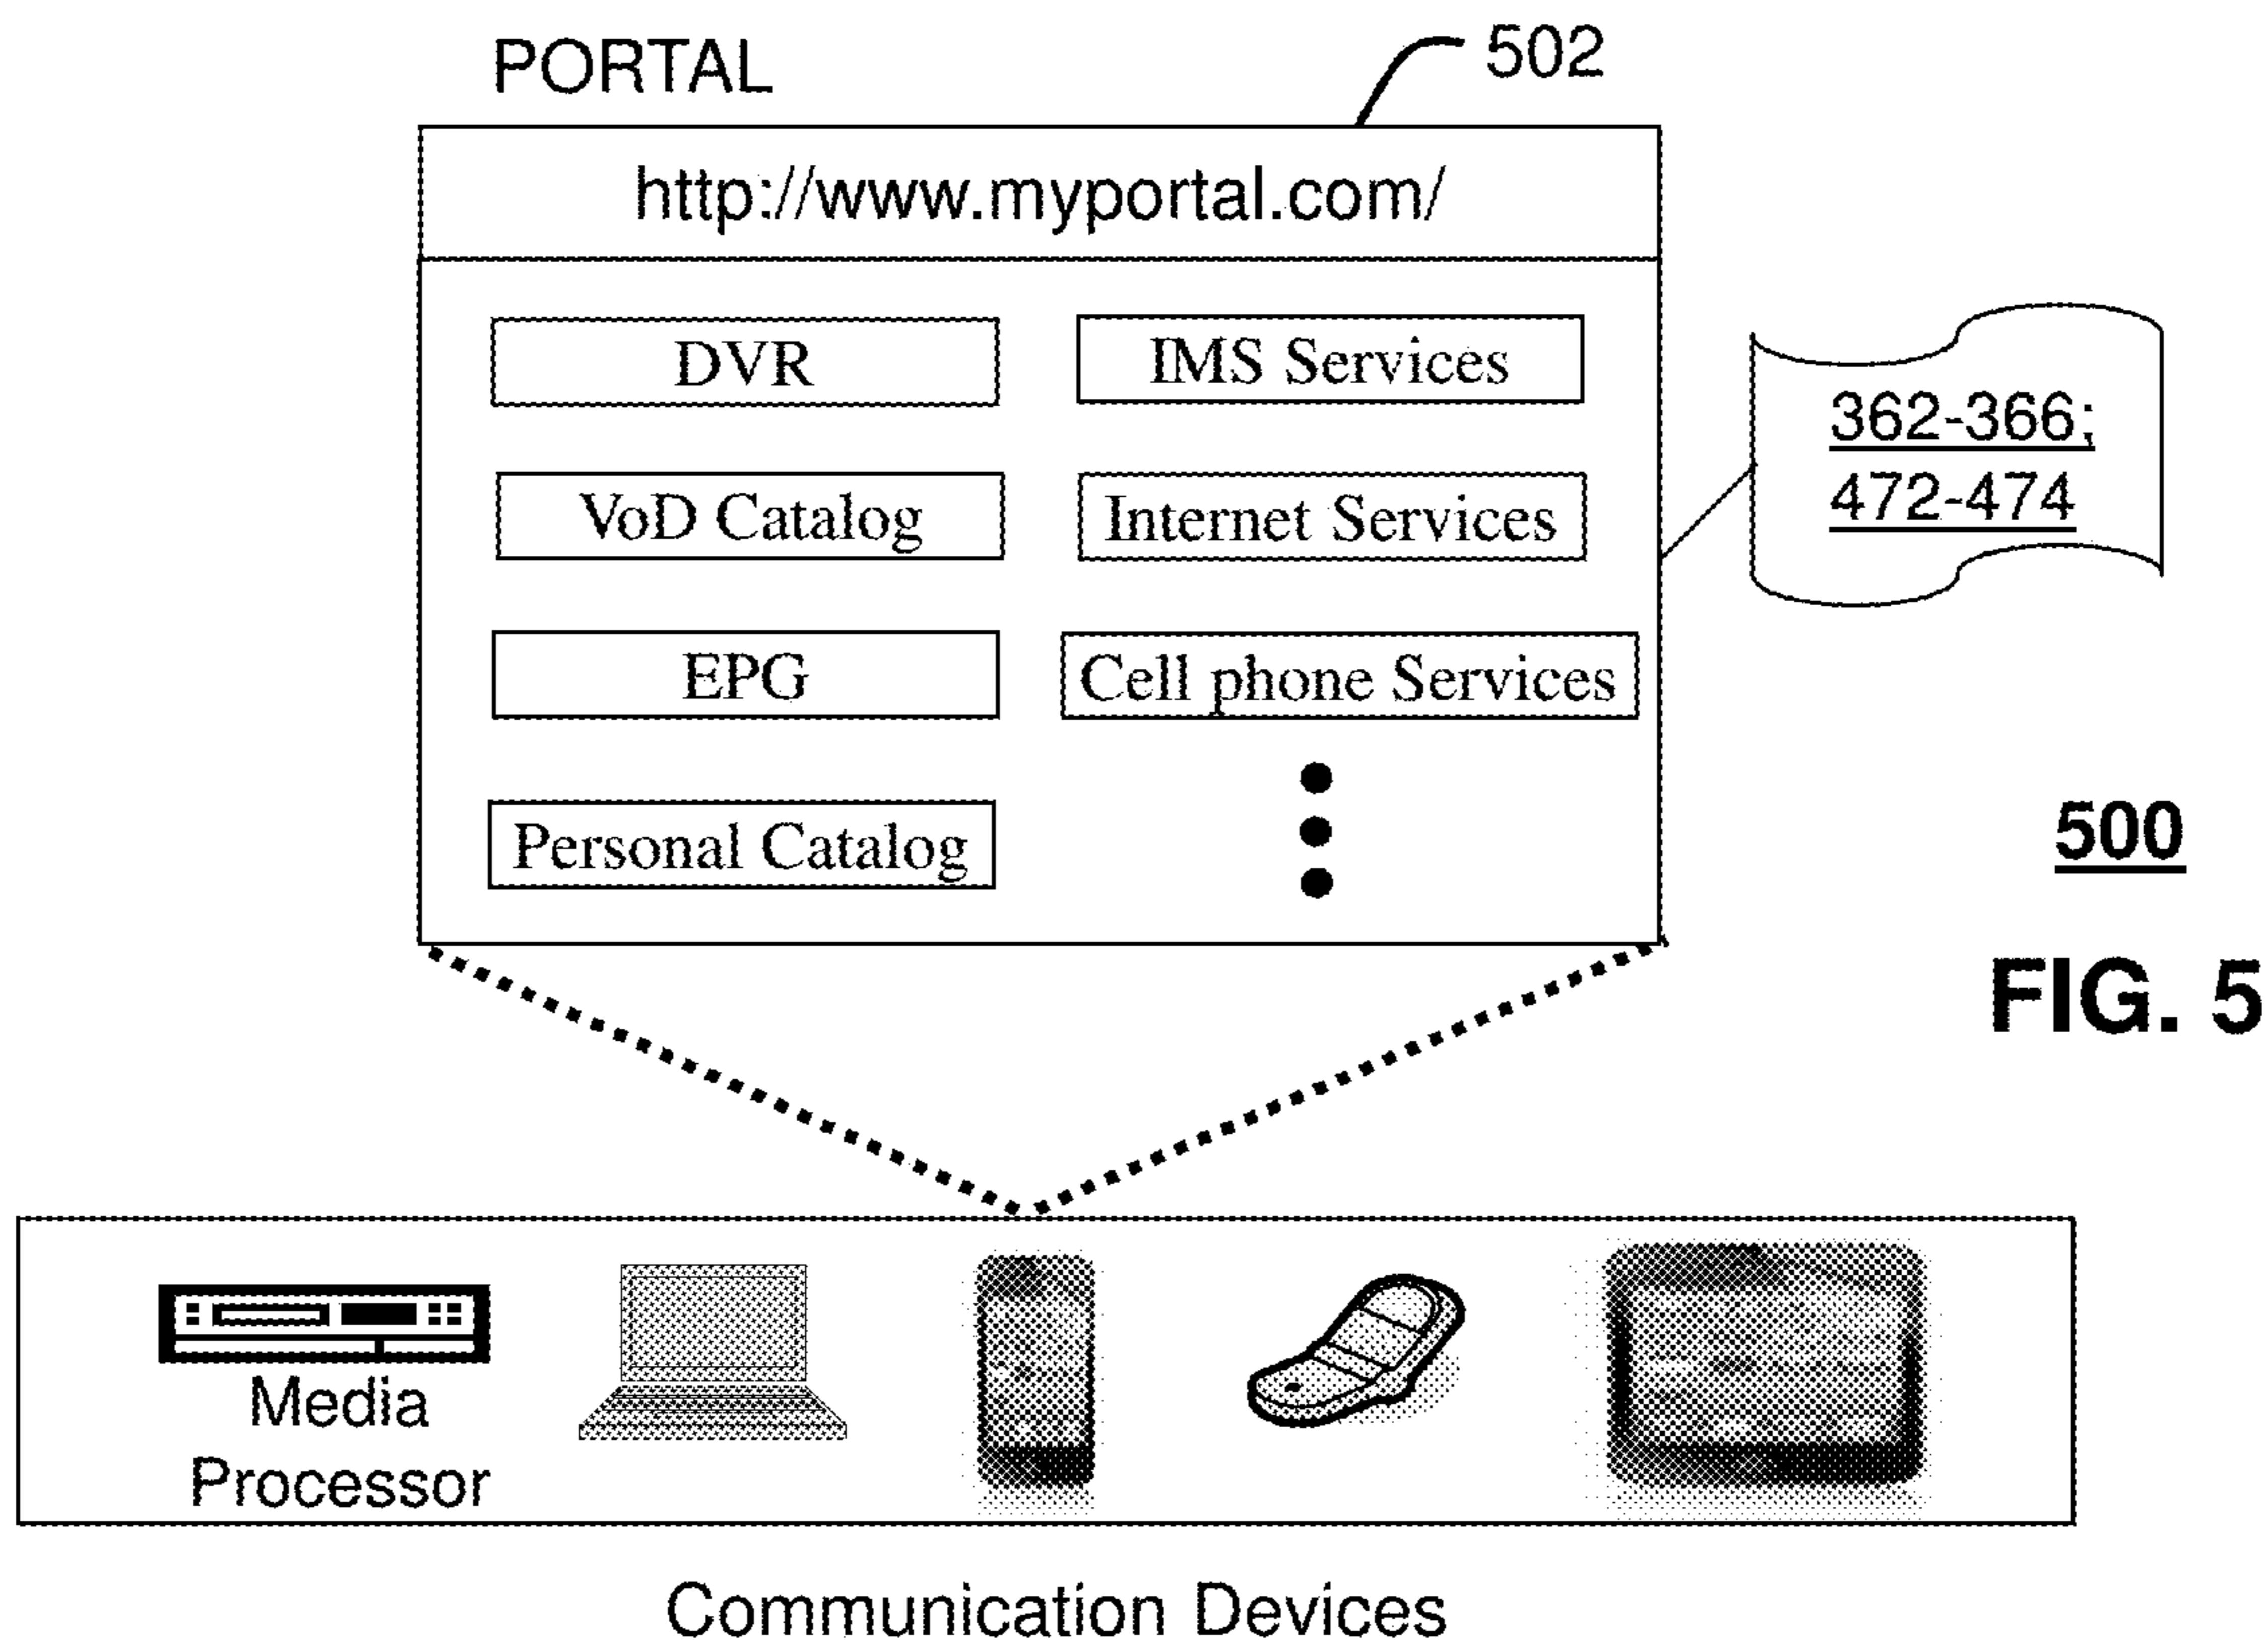 PORTAL
502
http://www.myportal.com/
DVR
IMS Services
VoD Catalog
Internet Services
EPG
Cell phone Services
Personal Catalog
362-366;
472-474
500
FIG. 5
Media
Processor
Communication Devices